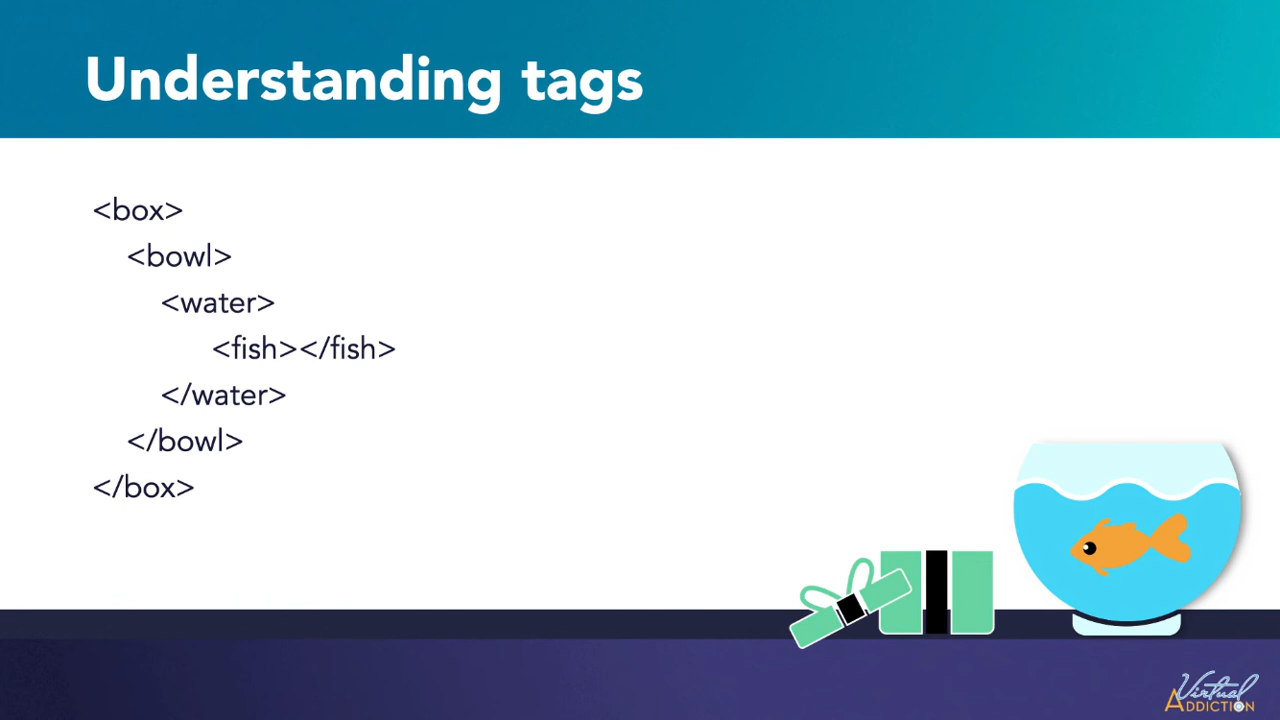 Understanding tags
<box>
<bowl>
<water>
<fish></fish>
</water>
</bowl>
</box>
Virtual
ADDICTION